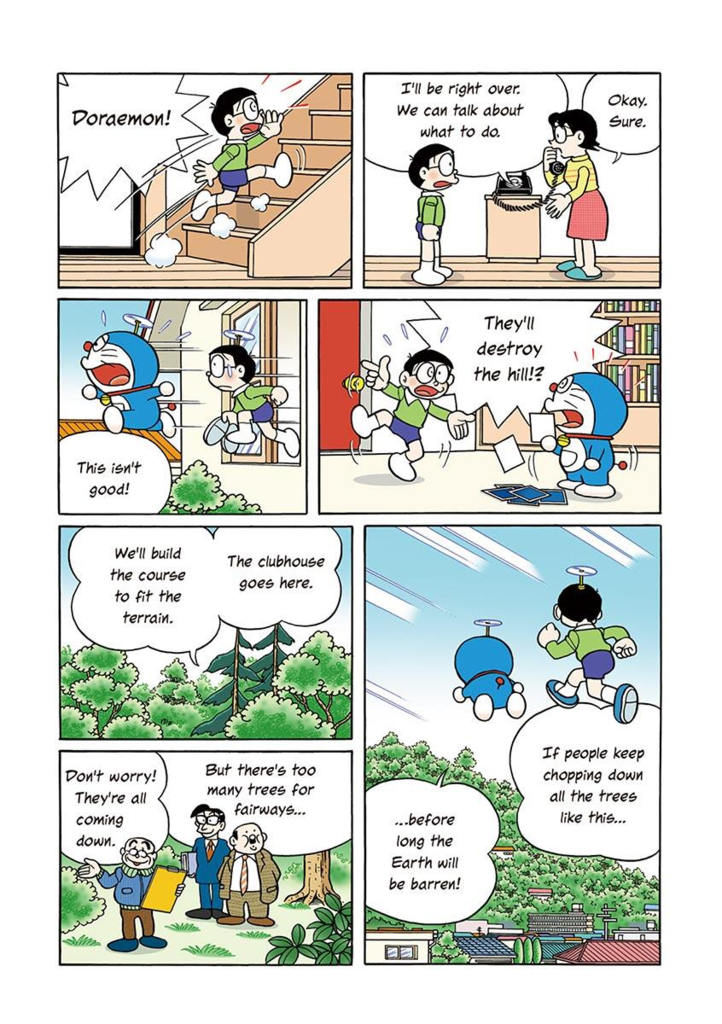 Okay.
Sure.
I'll be right over.
We can talk about
what to do.
Doraemon!
They'll
destroy
the hill!?
This isn't
good!
If people keep
chopping down
all the trees
like this...
...before
long the
Earth will
be barren!
The clubhouse
goes here.
We'll build
the course
to fit the
terrain.
But there's too
many trees for
fairways...
Don't worry!
They're all
coming
down.